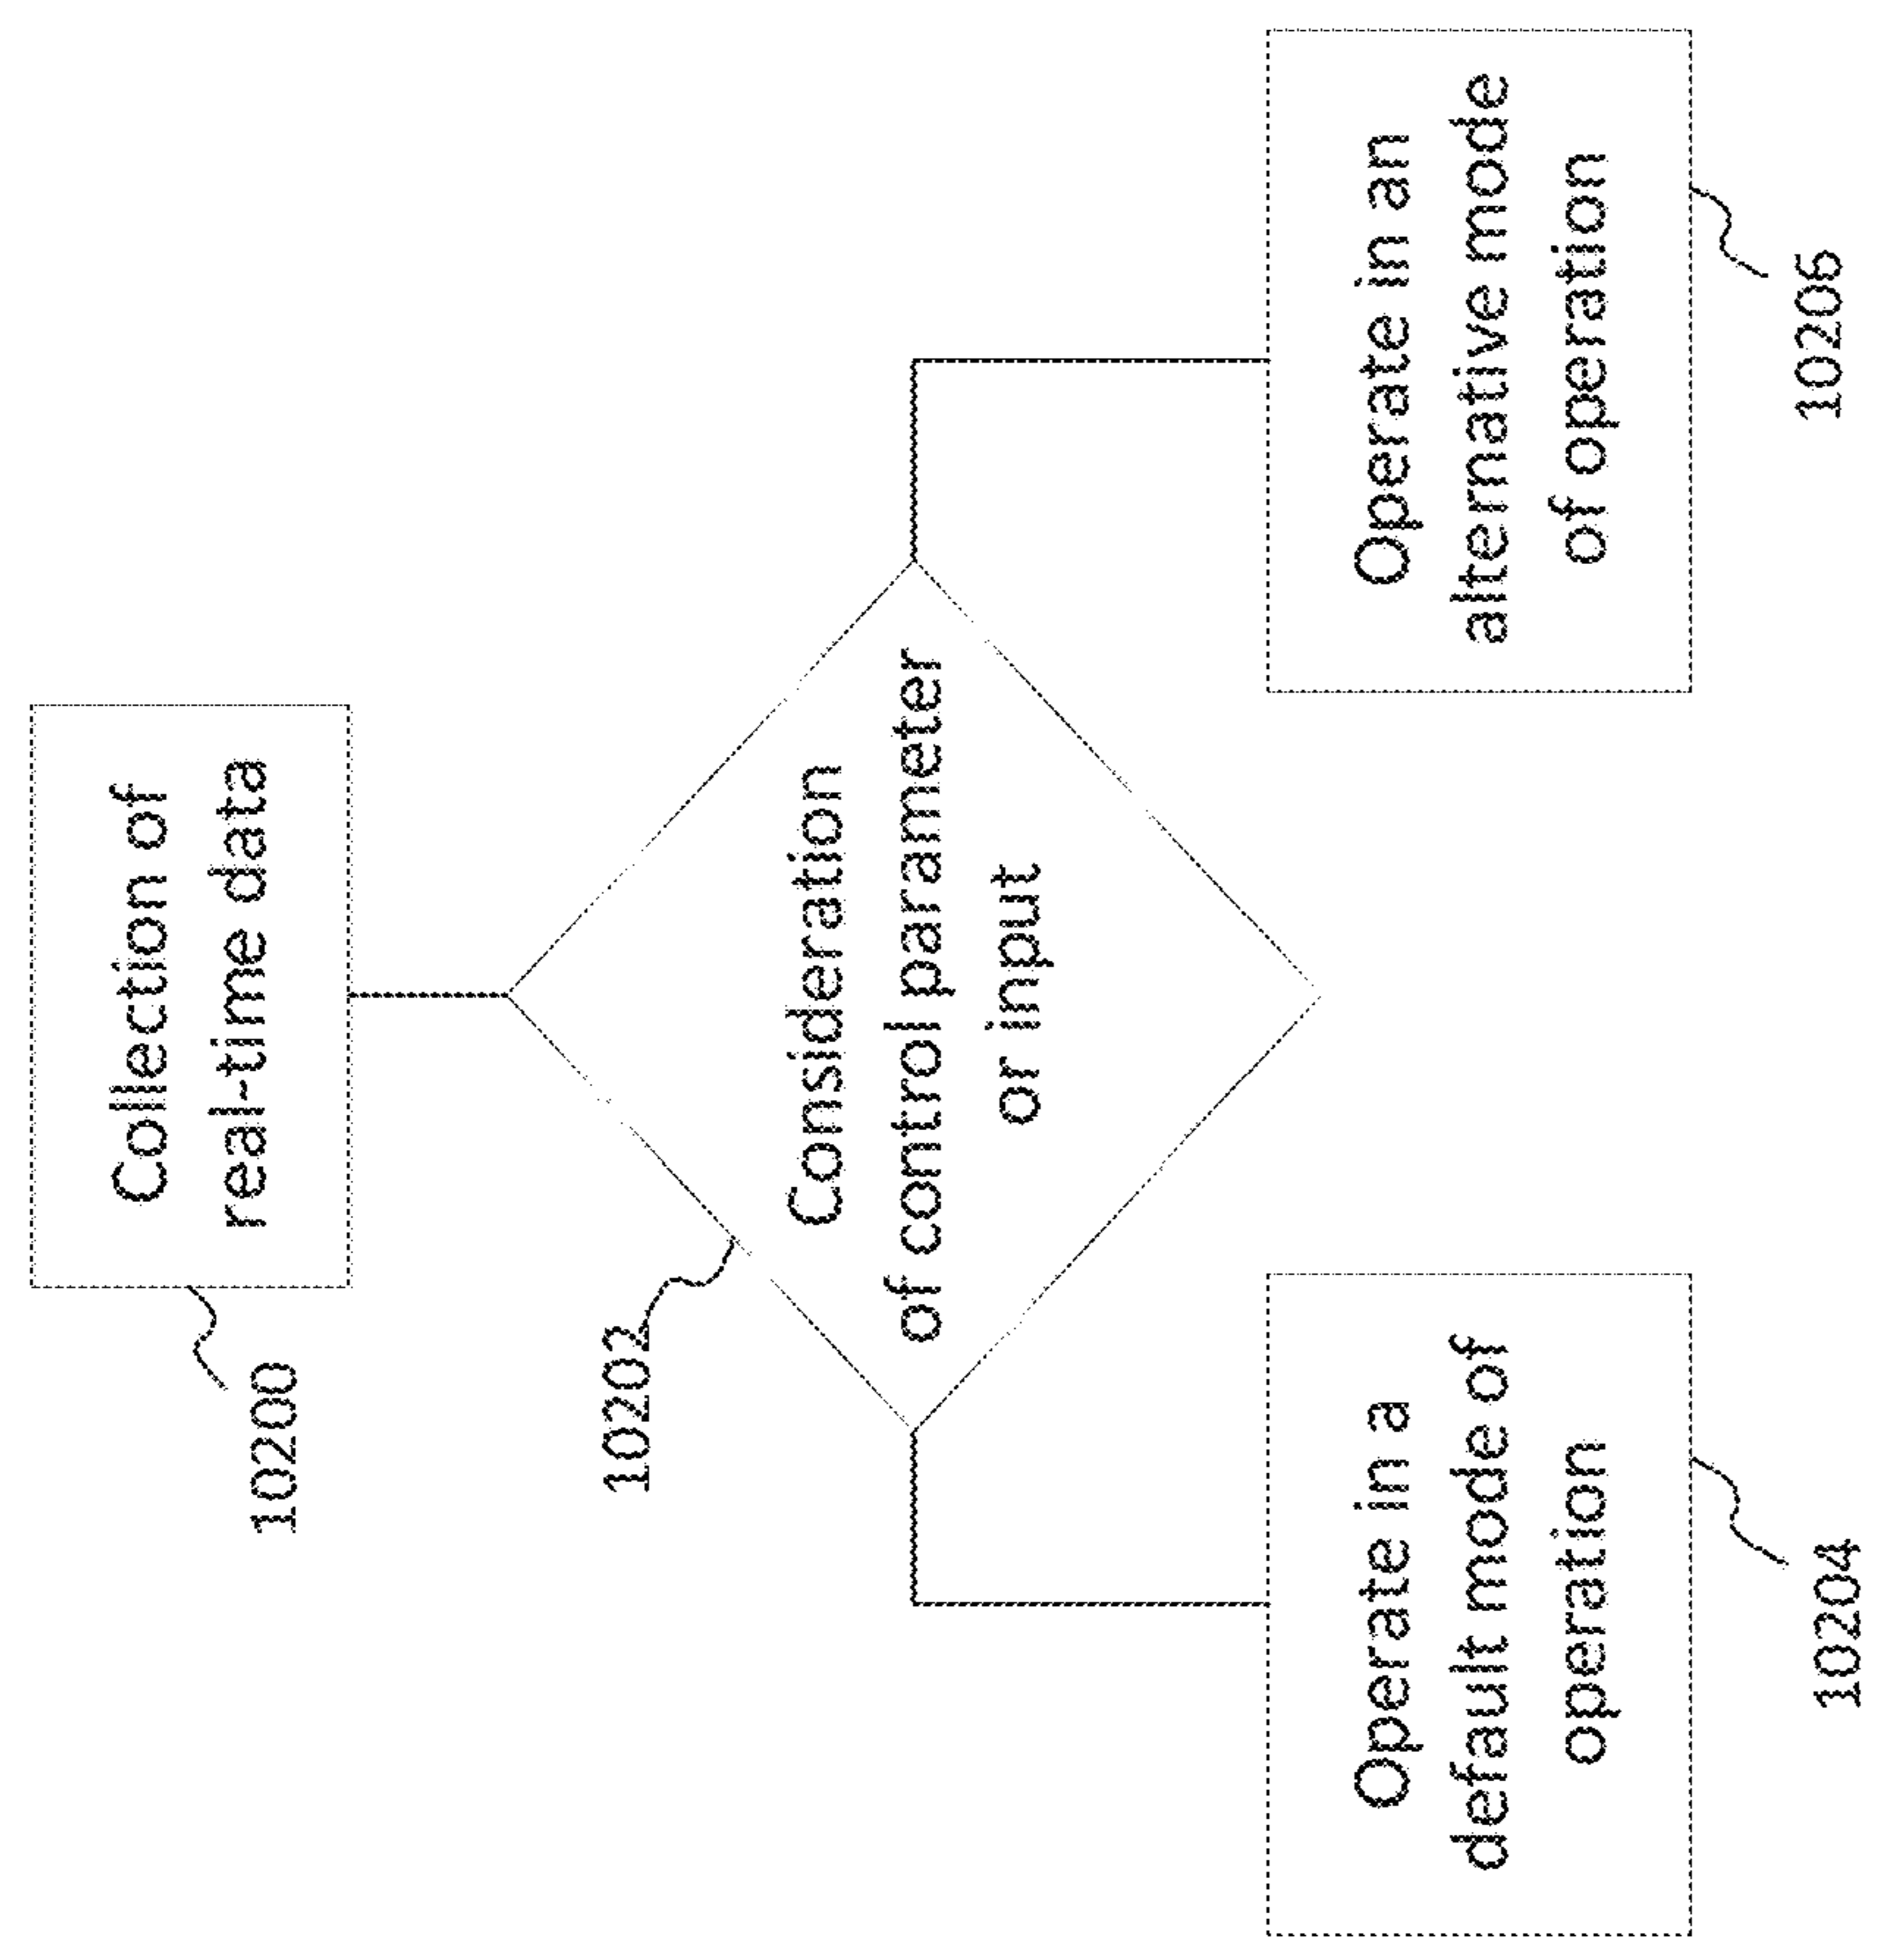 Collection of
real-time data
10200
10202
Consideration
of control parameter
or input
Operate in a
default mode of
operation
10204
Operate in an
alternative mode
of operation
10206